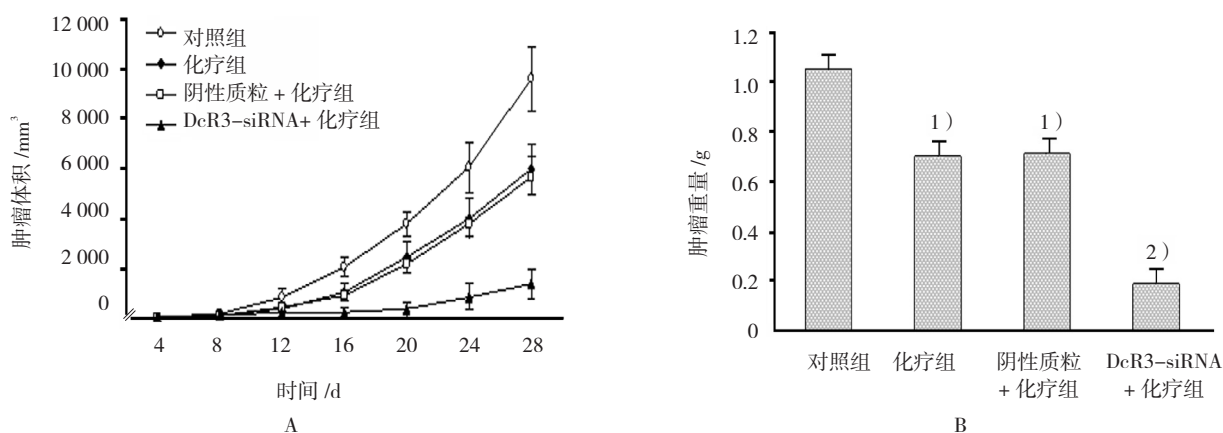 12 000
10 000
8 000
6 000
4 000
2 000
0
肿瘤体积/mm³
对照组
化疗组
阴性质粒+化疗组
DcR3-siRNA+化疗组
4 8 12 16 20 24 28
时间/d
A
1.2
1.0
0.8
0.6
0.4
0.2
0
肿瘤重量/g
1) 1) 2)
对照组 化疗组 阴性质粒 DcR3-siRNA
+化疗组 +化疗组
B